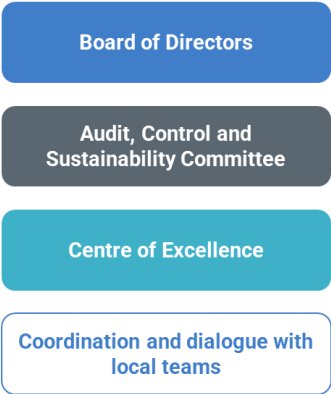 Board of Directors
Audit, Control and
Sustainability Committee
Centre of Excellence
Coordination and dialogue with
local teams